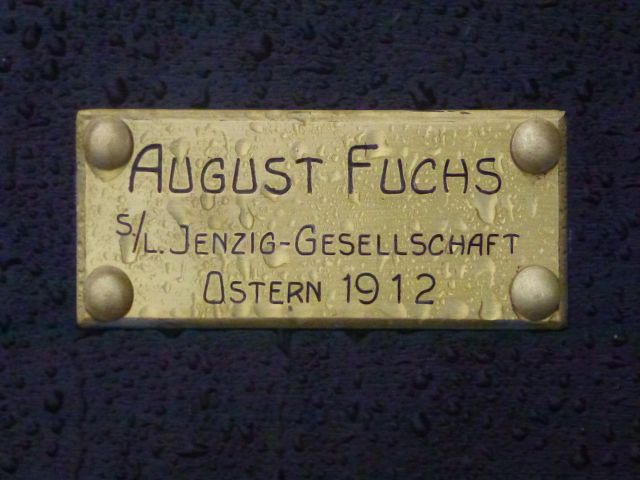 August Fuchs
s/l. Jenzig-Gesellschaft
Ostern 1912